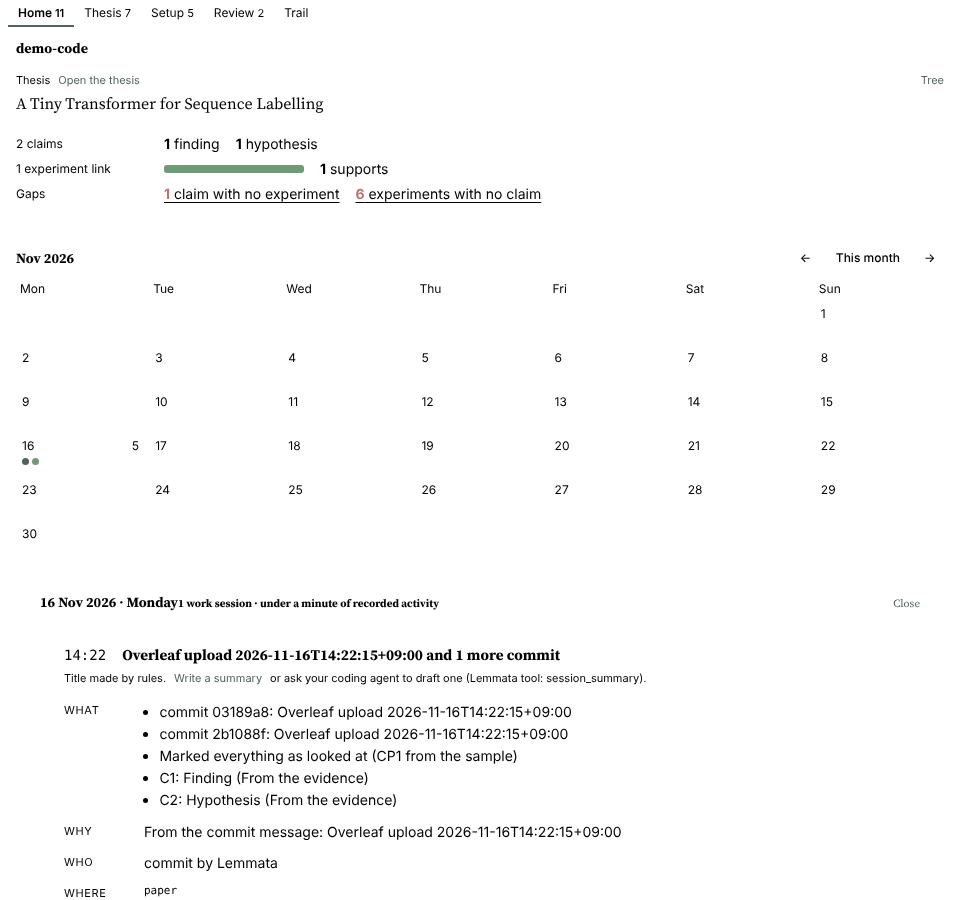 Home 11 Thesis 7 Setup 5 Review 2 Trail
demo-code
Thesis Open the thesis Tree
A Tiny Transformer for Sequence Labelling
2 claims 1 finding 1 hypothesis
1 experiment link 1 supports
Gaps 1 claim with no experiment 6 experiments with no claim
Nov 2026 ← This month →
Mon Tue Wed Thu Fri Sat Sun
1
2 3 4 5 6 7 8
9 10 11 12 13 14 15
16 5 17 18 19 20 21 22
23 24 25 26 27 28 29
30
16 Nov 2026 · Monday1 work session · under a minute of recorded activity Close
14:22 Overleaf upload 2026-11-16T14:22:15+09:00 and 1 more commit
Title made by rules. Write a summary or ask your coding agent to draft one (Lemmata tool: session_summary).
WHAT • commit 03189a8: Overleaf upload 2026-11-16T14:22:15+09:00
• commit 2b1088f: Overleaf upload 2026-11-16T14:22:15+09:00
• Marked everything as looked at (CP1 from the sample)
• C1: Finding (From the evidence)
• C2: Hypothesis (From the evidence)
WHY From the commit message: Overleaf upload 2026-11-16T14:22:15+09:00
WHO commit by Lemmata
WHERE paper